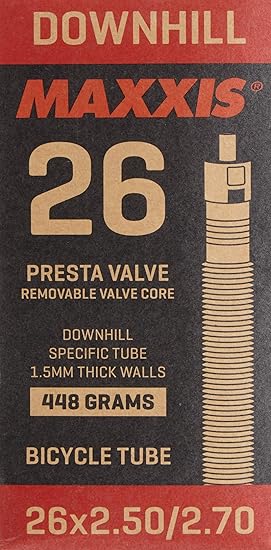 DOWNHILL
MAXXIS®
26
PRESTA VALVE
REMOVABLE VALVE CORE
DOWNHILL
SPECIFIC TUBE
1.5MM THICK WALLS
448 GRAMS
BICYCLE TUBE
26x2.50/2.70